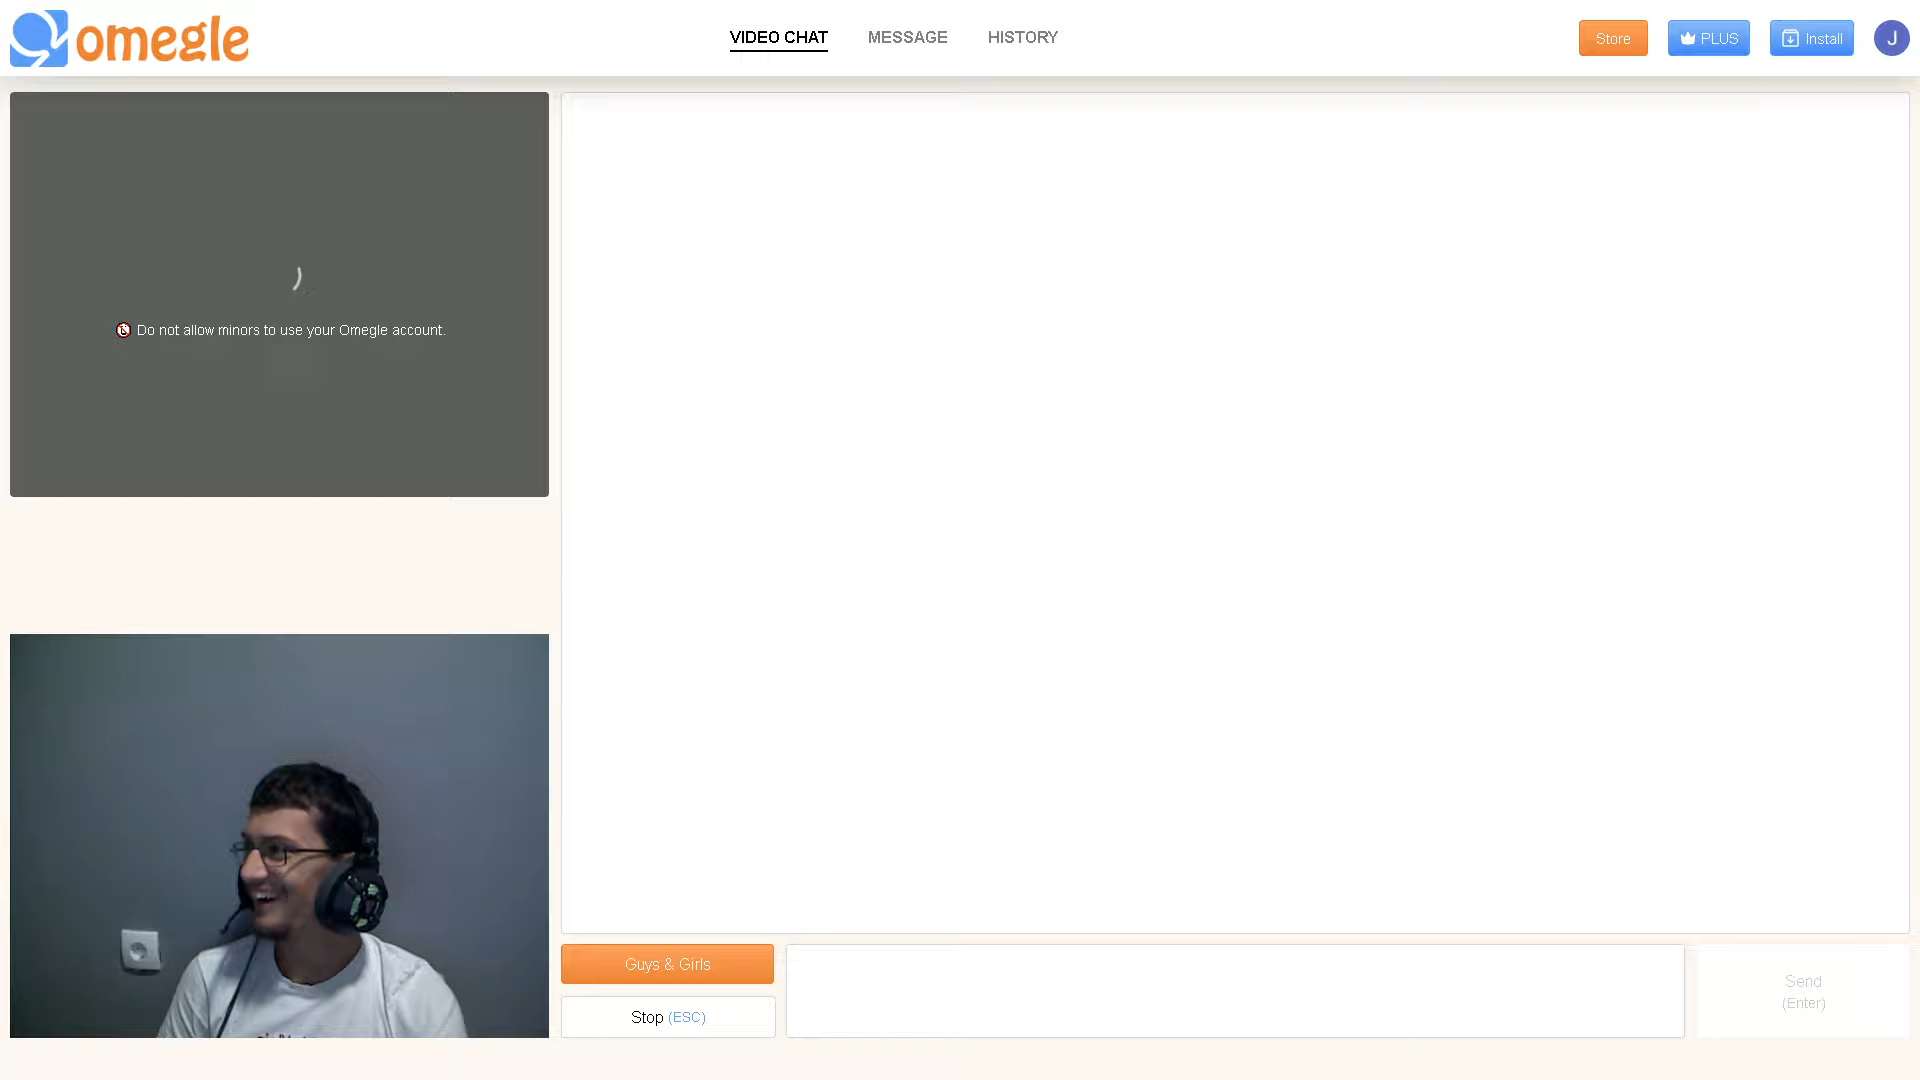 omegle
VIDEO CHAT
MESSAGE
HISTORY
Store
PLUS
Install
J
Do not allow minors to use your Omegle account.
Guys & Girls
Stop (ESC)
Send
(Enter)